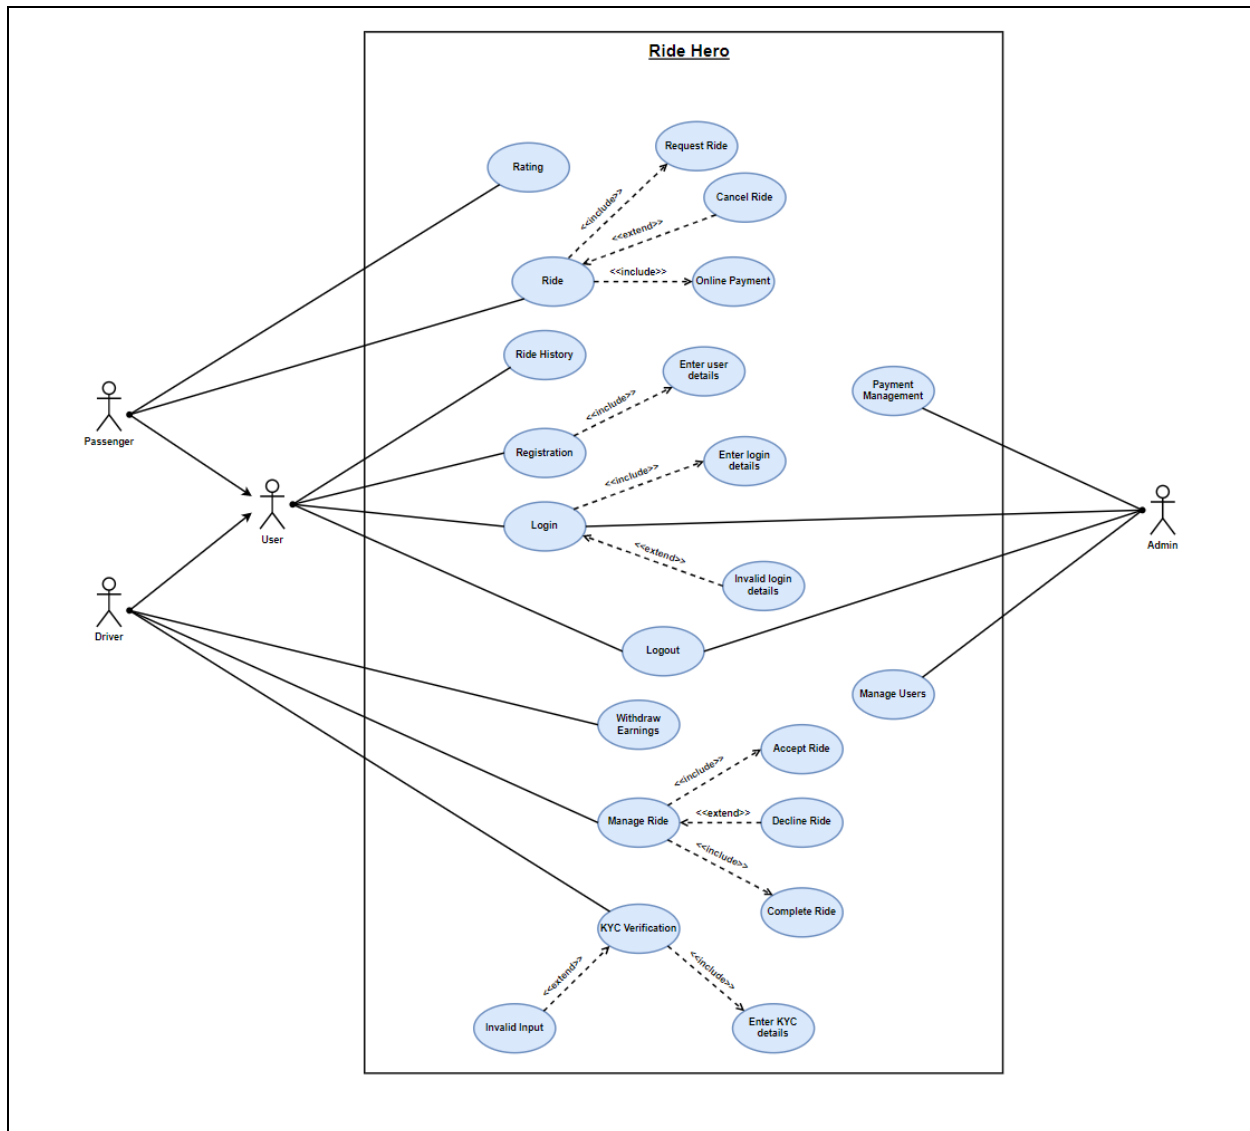 Ride Hero
Request Ride
Rating
<<include>>
Cancel Ride
<<extend>>
<<include>>
Ride
Online Payment
Ride History
Enter user
details
Payment
Management
<<include>>
Passenger
Registration
Enter login
details
<<include>>
Login
User
Admin
<<extend>>
Invalid login
details
Driver
Logout
Manage Users
Withdraw
Earnings
Accept Ride
<<include>>
Manage Ride
<<extend>>
Decline Ride
<<include>>
Complete Ride
KYC Verification
<<extend>>
<<include>>
Invalid Input
Enter KYC
details